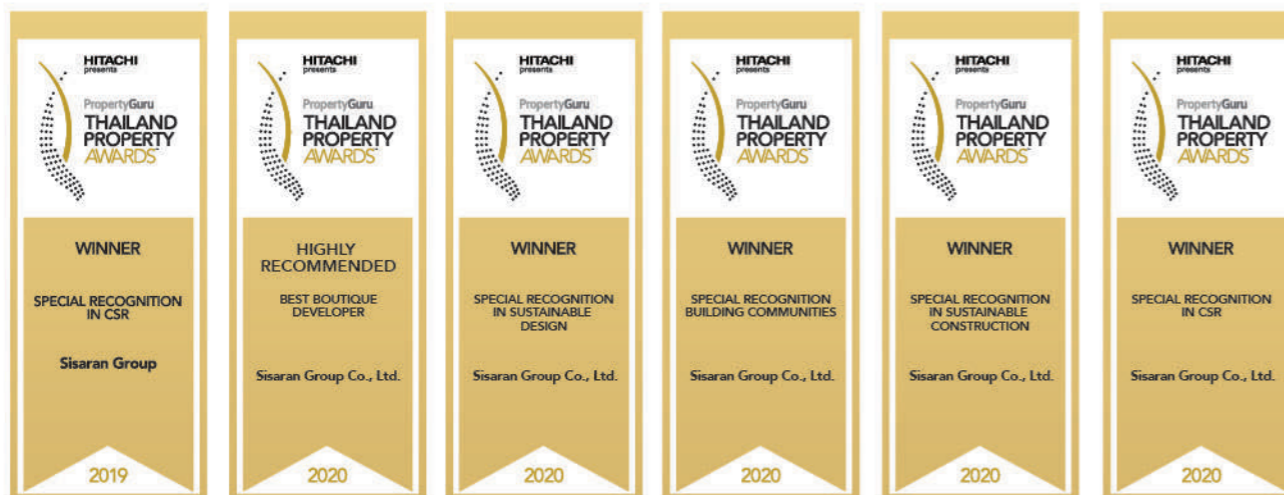 HITACHI
presents
PropertyGuru
THAILAND
PROPERTY
AWARDS
WINNER
SPECIAL RECOGNITION
IN CSR
Sisaran Group
2019
HITACHI
presents
PropertyGuru
THAILAND
PROPERTY
AWARDS
HIGHLY
RECOMMENDED
BEST BOUTIQUE
DEVELOPER
Sisaran Group Co., Ltd.
2020
HITACHI
presents
PropertyGuru
THAILAND
PROPERTY
AWARDS
WINNER
SPECIAL RECOGNITION
IN SUSTAINABLE
DESIGN
Sisaran Group Co., Ltd.
2020
HITACHI
presents
PropertyGuru
THAILAND
PROPERTY
AWARDS
WINNER
SPECIAL RECOGNITION
BUILDING COMMUNITIES
Sisaran Group Co., Ltd.
2020
HITACHI
presents
PropertyGuru
THAILAND
PROPERTY
AWARDS
WINNER
SPECIAL RECOGNITION
IN SUSTAINABLE
CONSTRUCTION
Sisaran Group Co., Ltd.
2020
HITACHI
presents
PropertyGuru
THAILAND
PROPERTY
AWARDS
WINNER
SPECIAL RECOGNITION
IN CSR
Sisaran Group Co., Ltd.
2020